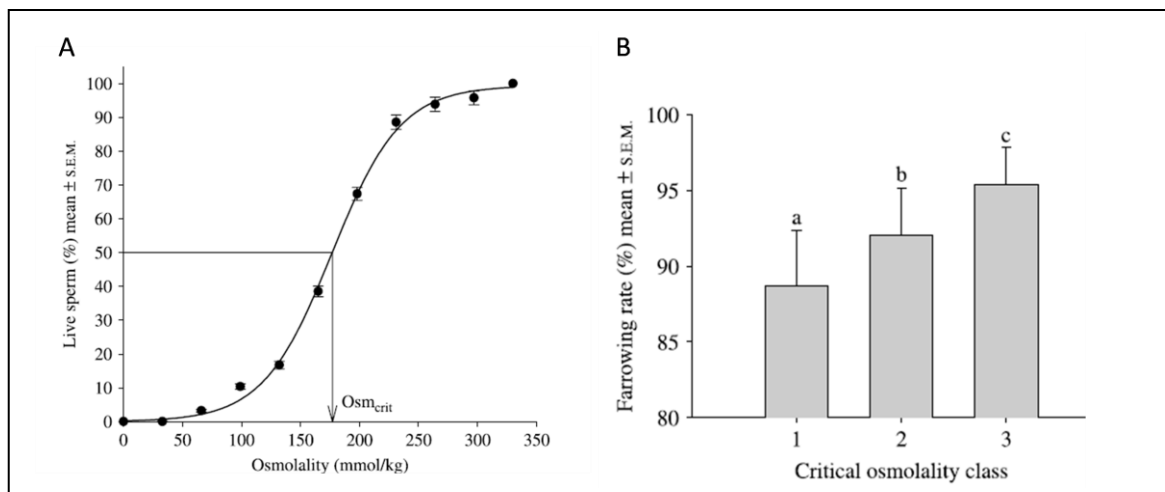 A
Live sperm (%) mean ± S.E.M.
100
90
80
70
60
50
40
30
20
10
0
Osm_crit
0 50 100 150 200 250 300 350
Osmolality (mmol/kg)
B
Farrowing rate (%) mean ± S.E.M.
100
95
90
85
80
a
b
c
1 2 3
Critical osmolality class